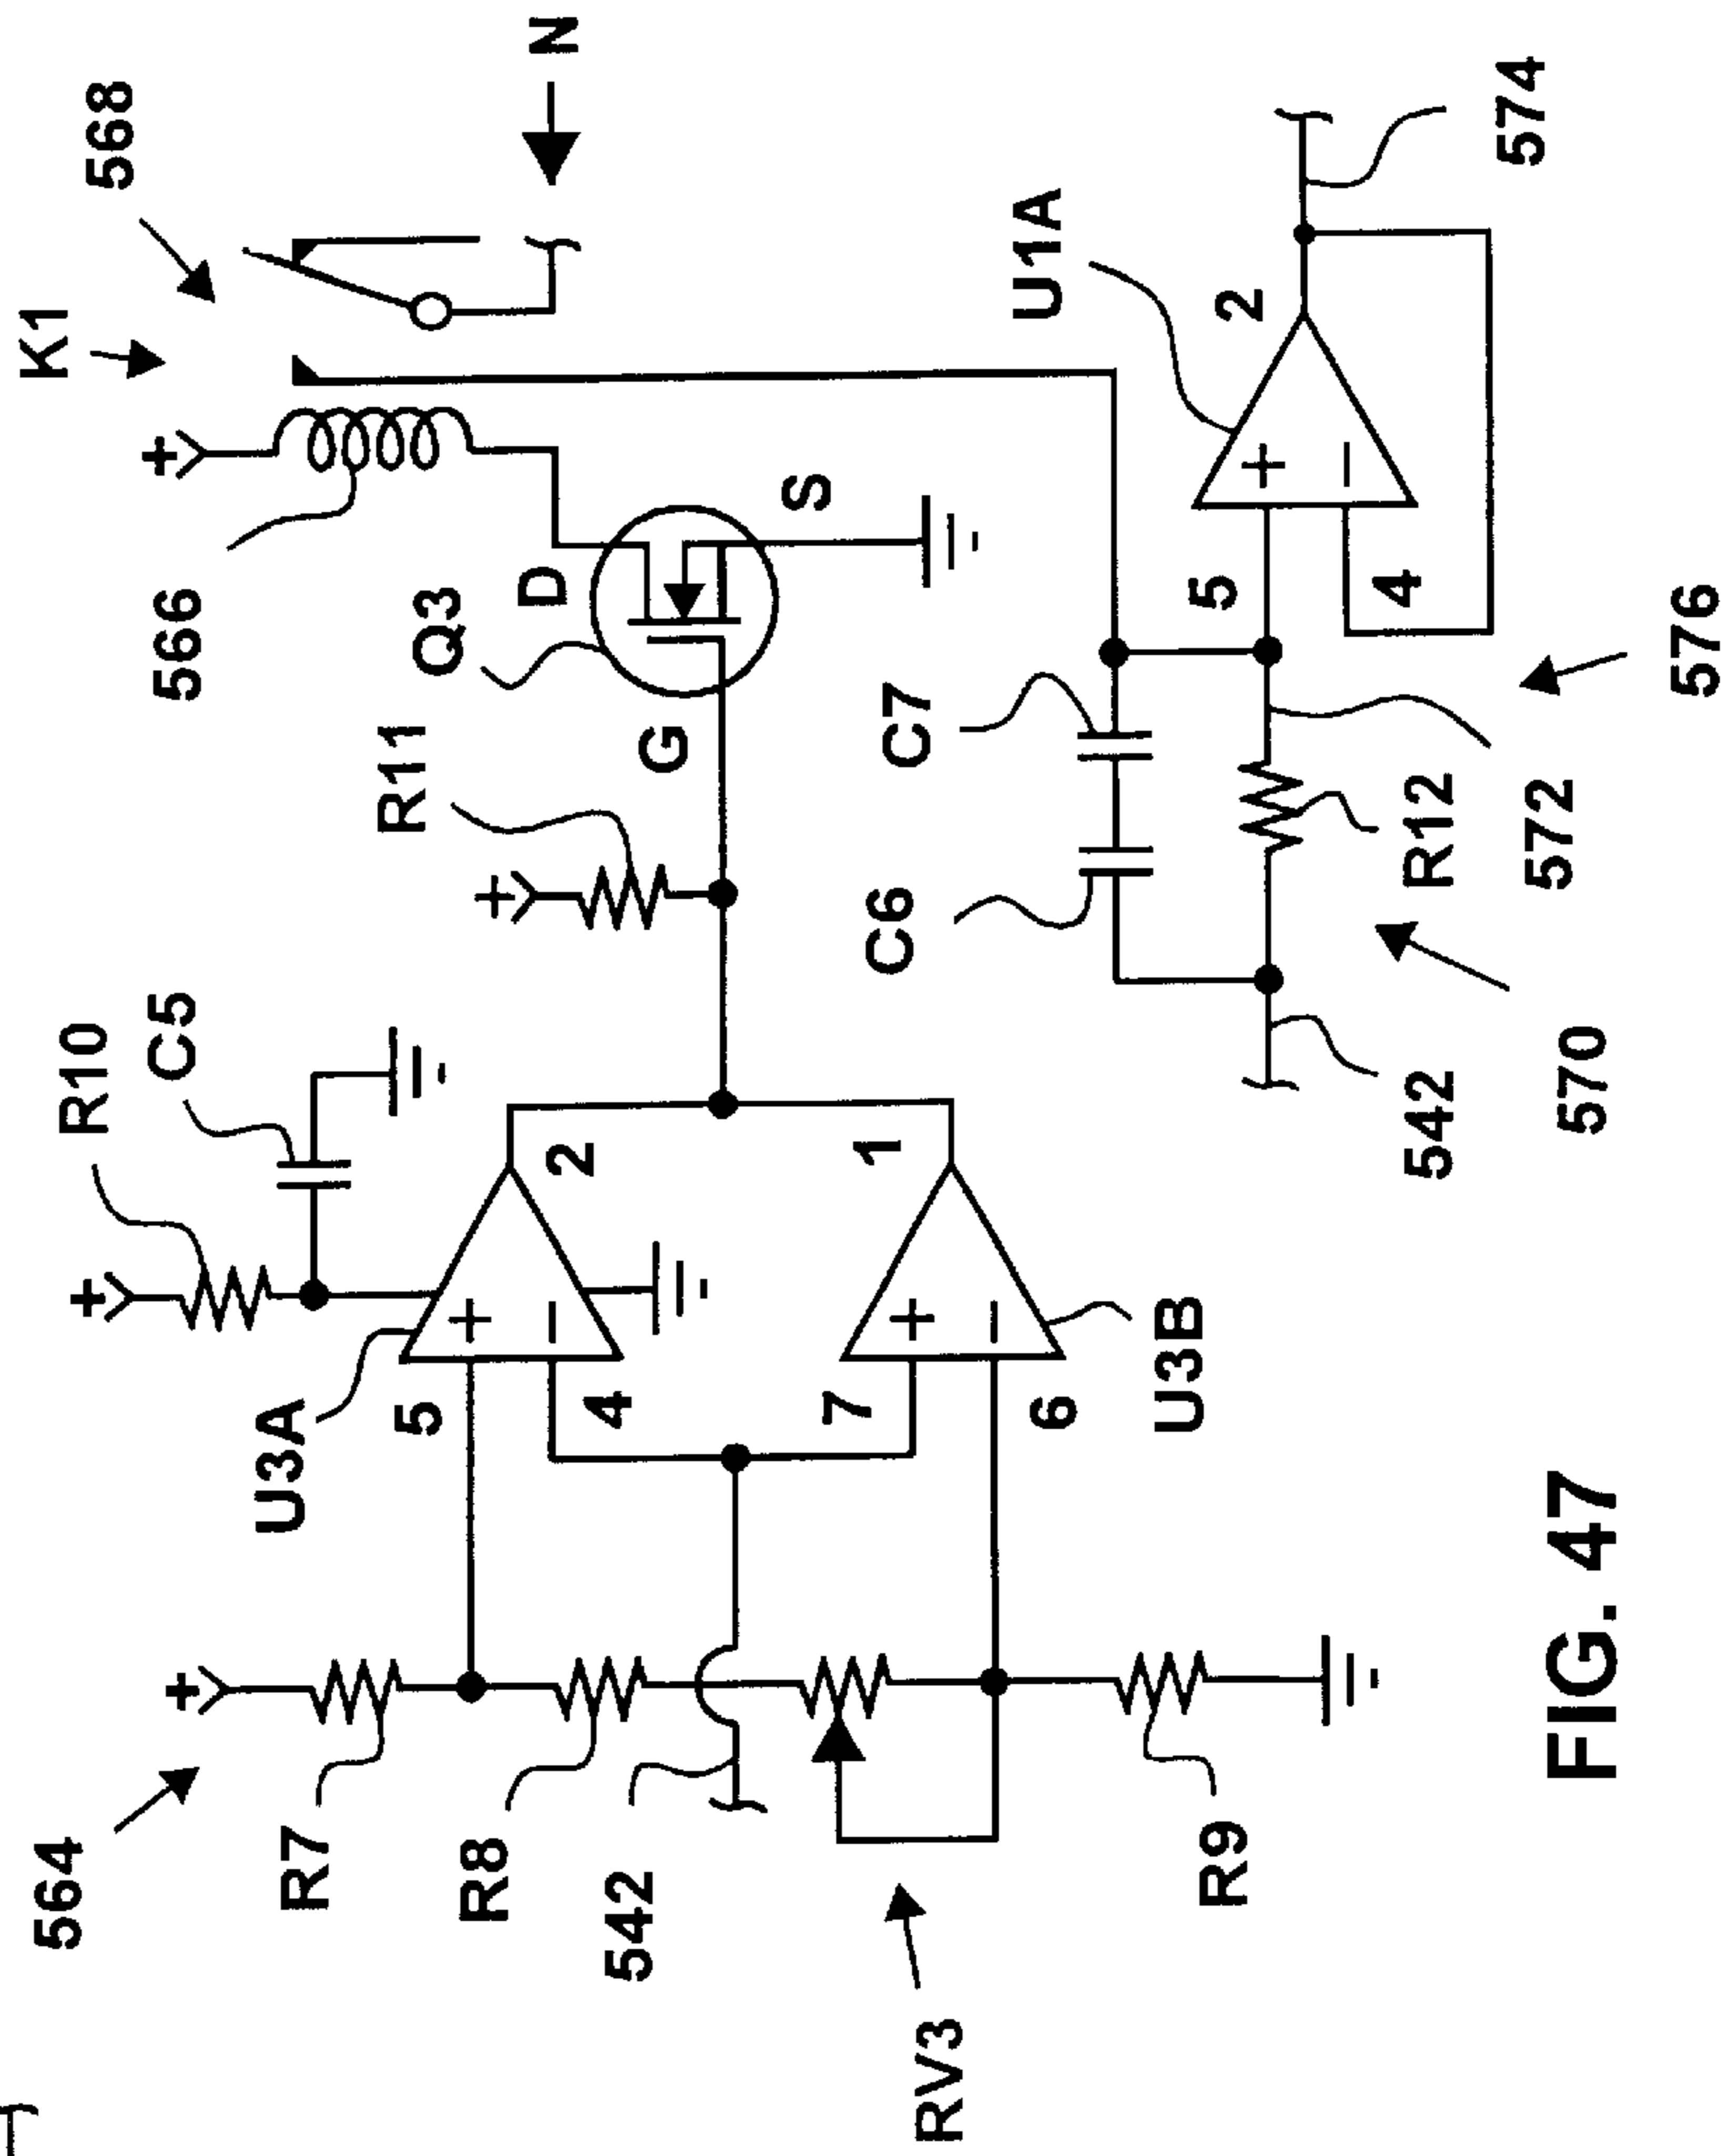 K1
568
N
566
Q3
D
S
G
R11
R10
C5
U3A
+
+
+
+
5
4
2
+
−
564
R7
R8
542
RV3
R9
7
6
1
+
−
U3B
C7
C6
U1A
5
4
2
+
−
574
576
572
R12
570
542
FIG. 47